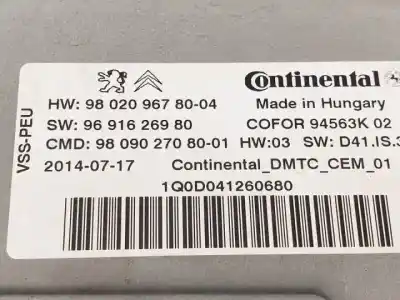 Continental
HW: 98 020 967 80-04 Made in Hungary
SW: 96 916 269 80 COFOR 94563K 02
CMD: 98 090 270 80-01 HW:03 SW: D41.IS.
2014-07-17 Continental_DMTC_CEM_01
1Q0D041260680
VSS-PEU